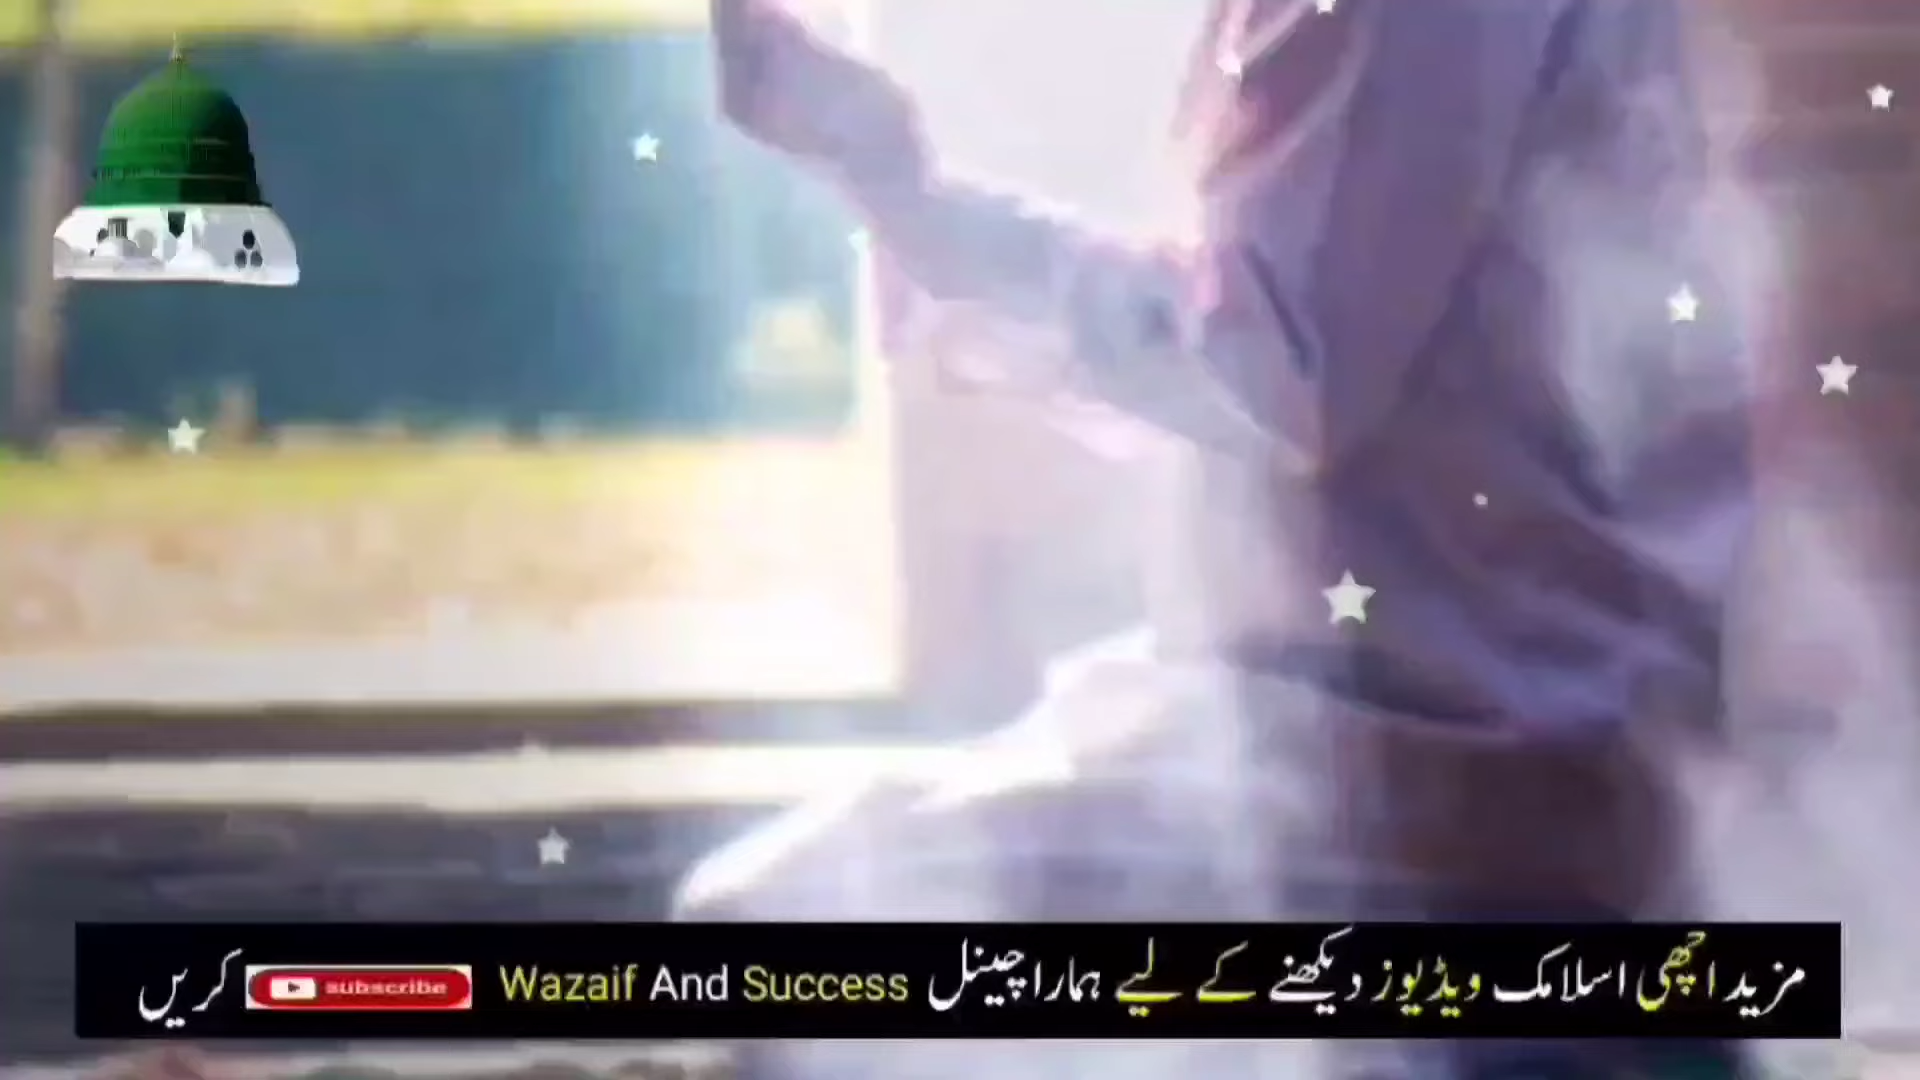 مزید اچھی اسلامک ویڈیوز دیکھنے کے لیے ہمارا چینل Wazaif And Success subscribe کریں